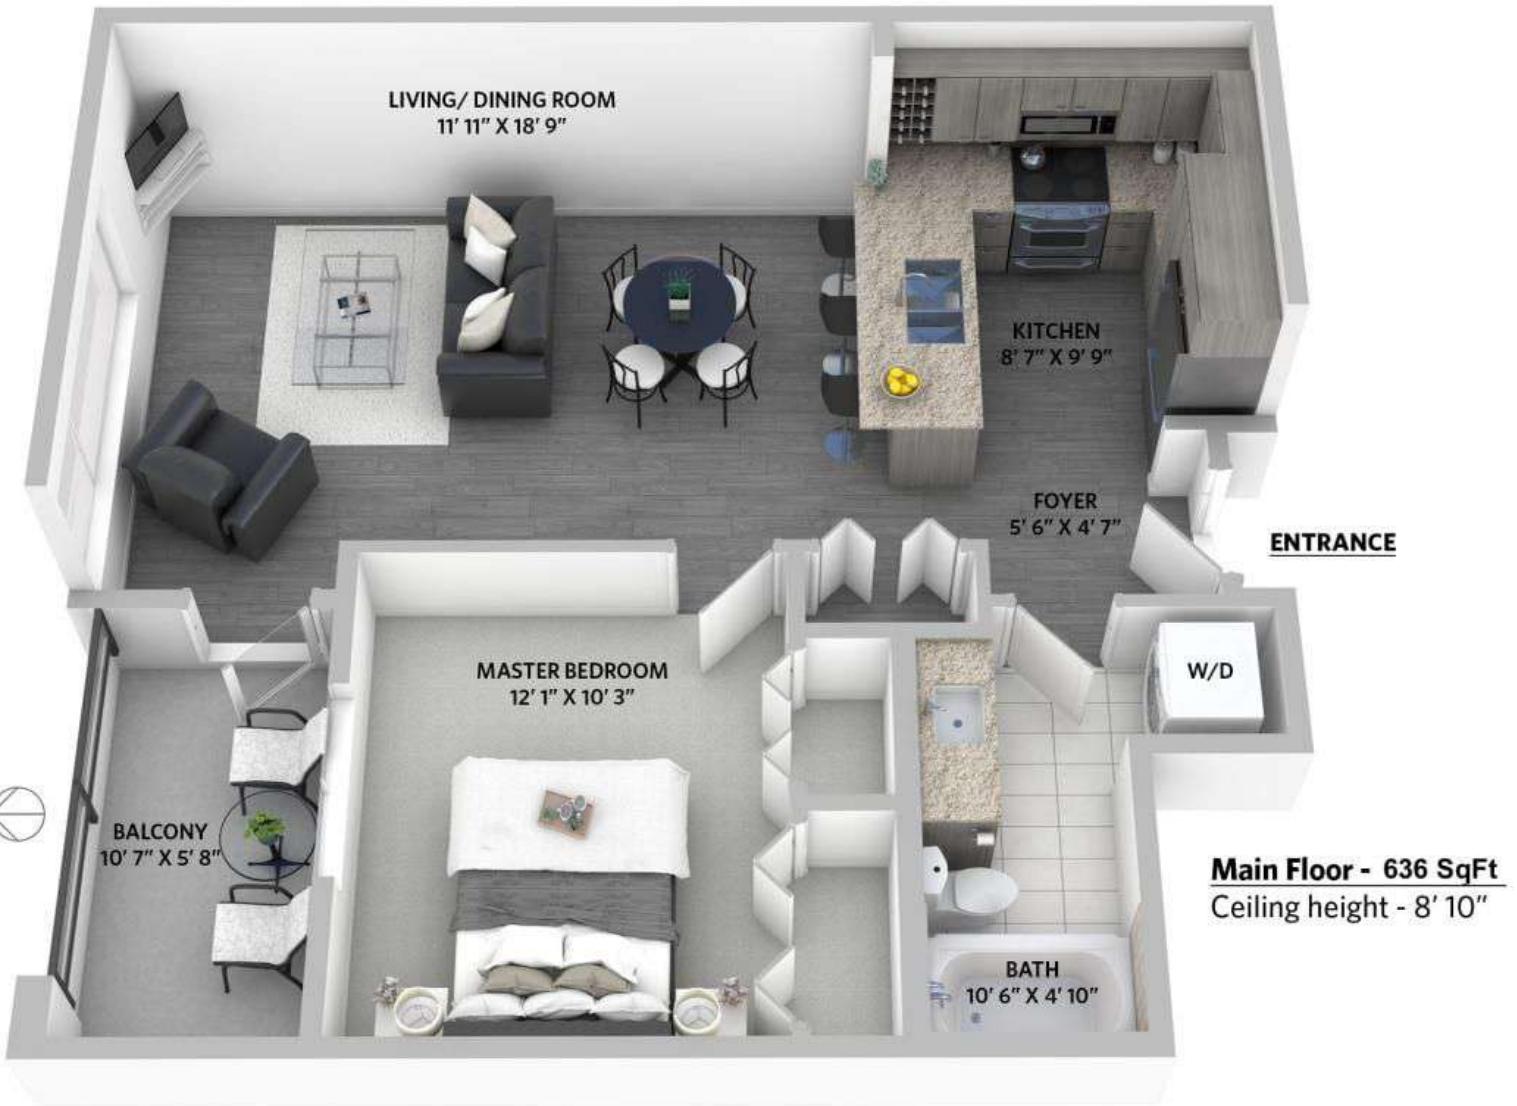 LIVING/ DINING ROOM
11' 11" X 18' 9"
KITCHEN
8' 7" X 9' 9"
FOYER
5' 6" X 4' 7"
ENTRANCE
MASTER BEDROOM
12' 1" X 10' 3"
W/D
BALCONY
10' 7" X 5' 8"
Main Floor - 636 SqFt
Ceiling height - 8' 10"
BATH
10' 6" X 4' 10"